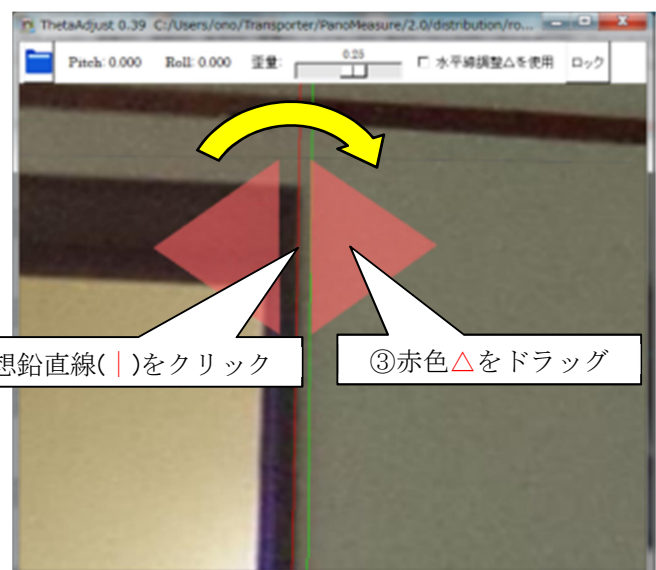 ThetaAdjust 0.39 C:/Users/ono/Transporter/PanoMeasure/2.0/distribution/ro...
Pitch: 0.000 Roll: 0.000 歪量: 0.25 水平線調整△を使用 ロック
想鉛直線(｜)をクリック
③赤色△をドラッグ